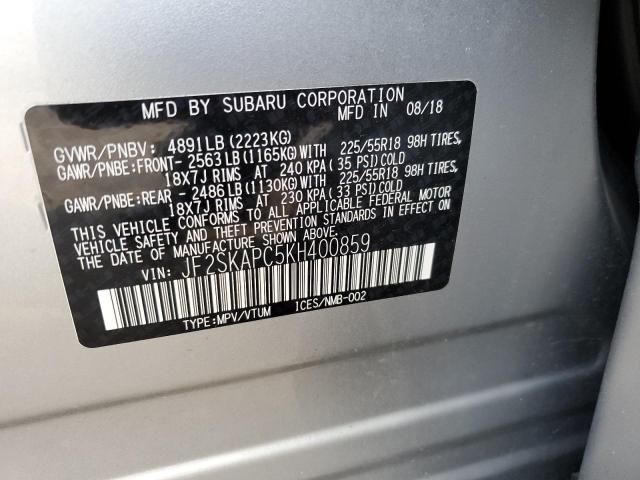 MFD BY SUBARU CORPORATION MFD IN 08/18
GVWR/PNBV: 4891LB(2223KG)
GAWR/PNBE:FRONT- 2563LB(1165KG)WITH 225/55R18 98H TIRES,
18X7J RIMS AT 240 KPA(35 PSI)COLD
GAWR/PNBE:REAR - 2486LB(1130KG)WITH 225/55R18 98H TIRES,
18X7J RIMS AT 230 KPA(33 PSI)COLD
THIS VEHICLE CONFORMS TO ALL APPLICABLE FEDERAL MOTOR
VEHICLE SAFETY AND THEFT PREVENTION STANDARDS IN EFFECT
ON THE DATE OF MANUFACTURE SHOWN ABOVE.
VIN: JF2SKAPC5KH400859
TYPE:MPV/VTUM ICES/NMB-002